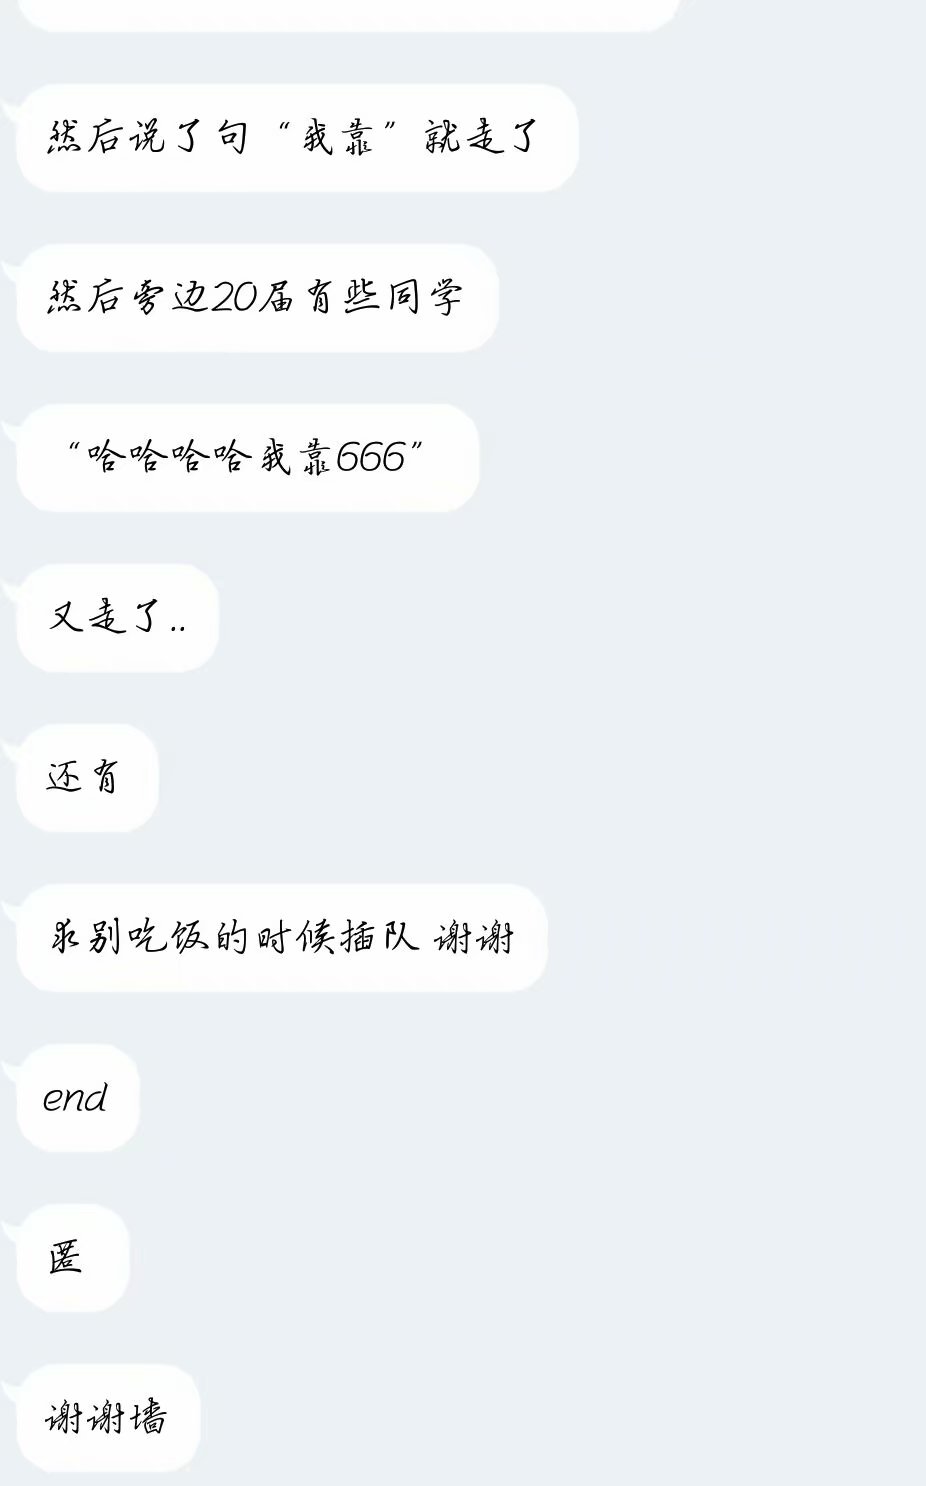 然后说了句“我靠”就走了
然后旁边20届有些同学
“哈哈哈哈我靠666”
又走了..
还有
求别吃饭的时候插队 谢谢
end
匿
谢谢墙